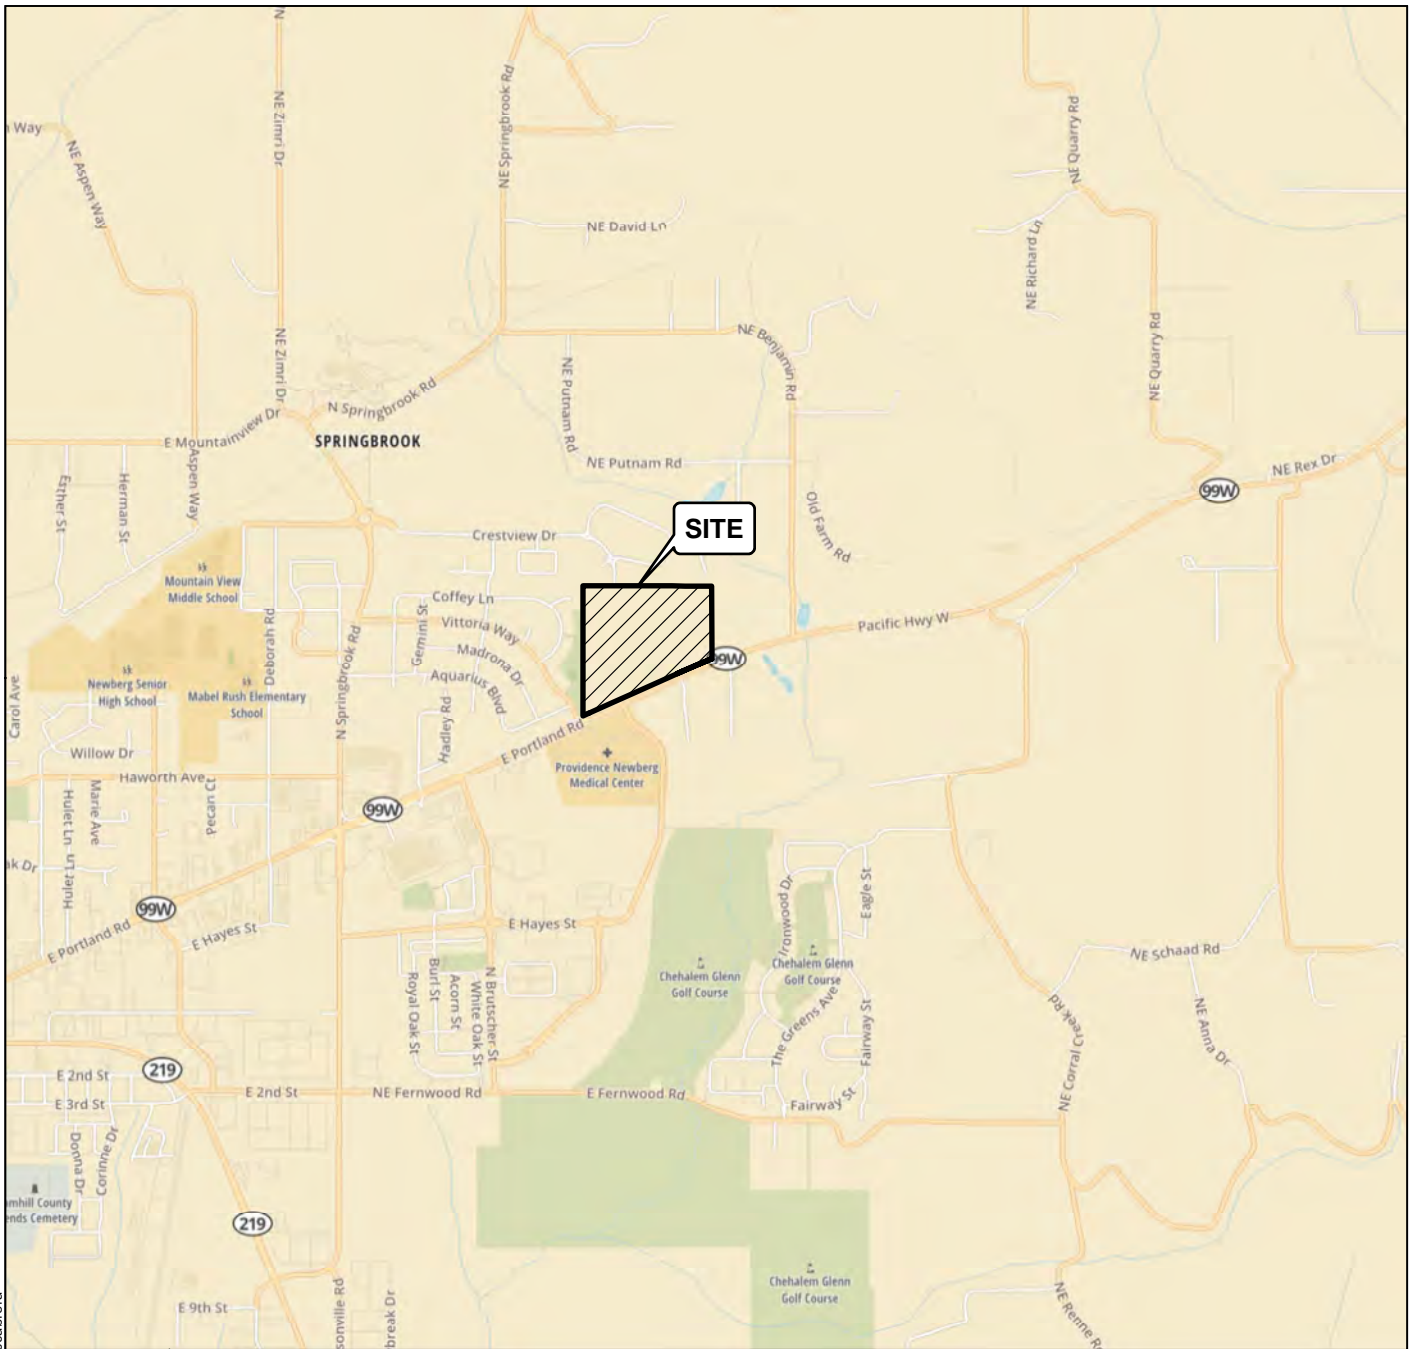 NE Zimri Dr
NE Springbrook Rd
NE Quarry Rd
Way
NE Aspen Way
NE David Ln
NE Richard Ln
NE Zimri Dr
NE Benjamin Rd
NE Quarry Rd
NE Putnam Rd
N Springbrook Rd
E Mountainview Dr
SPRINGBROOK
NE Putnam Rd
NE Rex Dr
99W
Aspen Way
Esther St
Herman St
Old Farm Rd
SITE
Crestview Dr
Mountain View
Middle School
Coffey Ln
Vittoria Way
Gemini St
Deborah Rd
Pacific Hwy W
Madrona Dr
99W
Aquarius Blvd
Newberg Senior
High School
Mabel Rush Elementary
School
N Springbrook Rd
Carol Ave
Hadley Rd
E Portland Rd
Willow Dr
Providence Newberg
Medical Center
Haworth Ave
Pecan Ct
Marie Ave
Hulet Ln
99W
Hulet Ln
Ironwood Dr
Eagle St
99W
E Portland Rd
E Hayes St
E Hayes St
NE Schaad Rd
Chehalem Glenn
Golf Course
Chehalem Glenn
Golf Course
Royal Oak St
Burl St
Acorn St
White Oak St
N Brutscher St
The Greens Ave
Fairway St
NE Corral Creek Rd
NE Anna Dr
219
E 2nd St
E 2nd St
NE Fernwood Rd
E Fernwood Rd
E 3rd St
Fairway St
Donna Dr
Corinne Dr
mhill County
ends Cemetery
219
Chehalem Glenn
Golf Course
E 9th St
sonville Rd
break Dr
NE Renne R